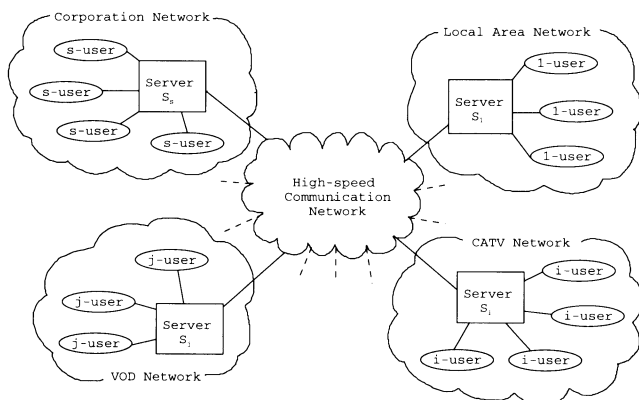 Corporation Network
s-user
s-user
s-user
s-user
Server
Sₛ
Local Area Network
l-user
l-user
l-user
Server
Sₗ
High-speed
Communication
Network
VOD Network
j-user
j-user
j-user
Server
Sₗ
CATV Network
i-user
i-user
i-user
i-user
Server
Sᵢ